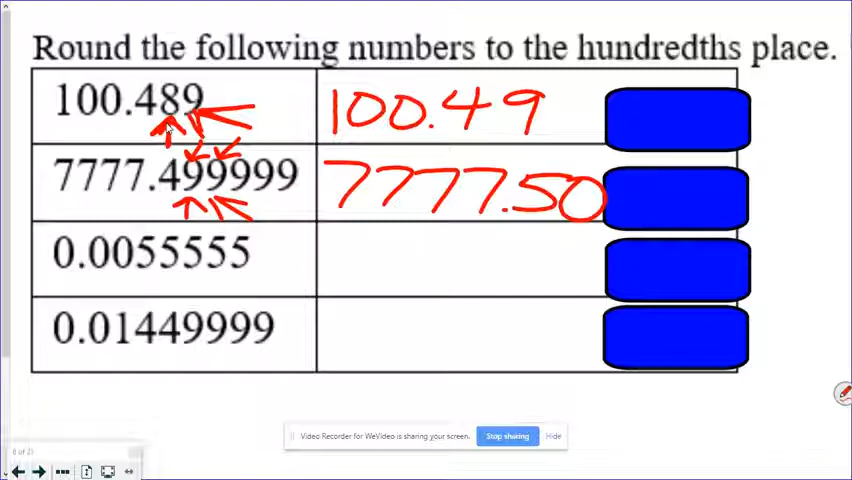 Round the following numbers to the hundredths place.
100.489 100.49
7777.499999 7777.50
0.0055555
0.01449999
Video Recorder for WeVideo is sharing your screen. Stop sharing Hide